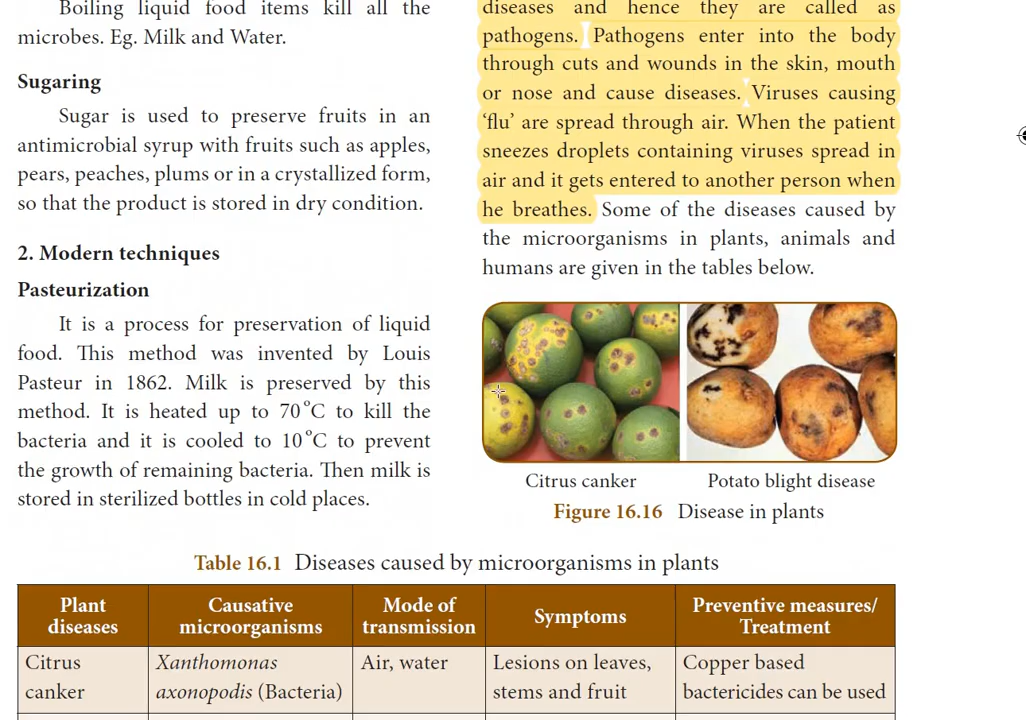 Boiling liquid food items kill all the
microbes. Eg. Milk and Water.
Sugaring
Sugar is used to preserve fruits in an
antimicrobial syrup with fruits such as apples,
pears, peaches, plums or in a crystallized form,
so that the product is stored in dry condition.
2. Modern techniques
Pasteurization
It is a process for preservation of liquid
food. This method was invented by Louis
Pasteur in 1862. Milk is preserved by this
method. It is heated up to 70°C to kill the
bacteria and it is cooled to 10°C to prevent
the growth of remaining bacteria. Then milk is
stored in sterilized bottles in cold places.
diseases and hence they are called as
pathogens. Pathogens enter into the body
through cuts and wounds in the skin, mouth
or nose and cause diseases. Viruses causing
‘flu’ are spread through air. When the patient
sneezes droplets containing viruses spread in
air and it gets entered to another person when
he breathes. Some of the diseases caused by
the microorganisms in plants, animals and
humans are given in the tables below.
Citrus canker Potato blight disease
Figure 16.16 Disease in plants
Table 16.1 Diseases caused by microorganisms in plants
Plant diseases
Causative microorganisms
Mode of transmission
Symptoms
Preventive measures/ Treatment
Citrus canker
Xanthomonas axonopodis (Bacteria)
Air, water
Lesions on leaves, stems and fruit
Copper based bactericides can be used